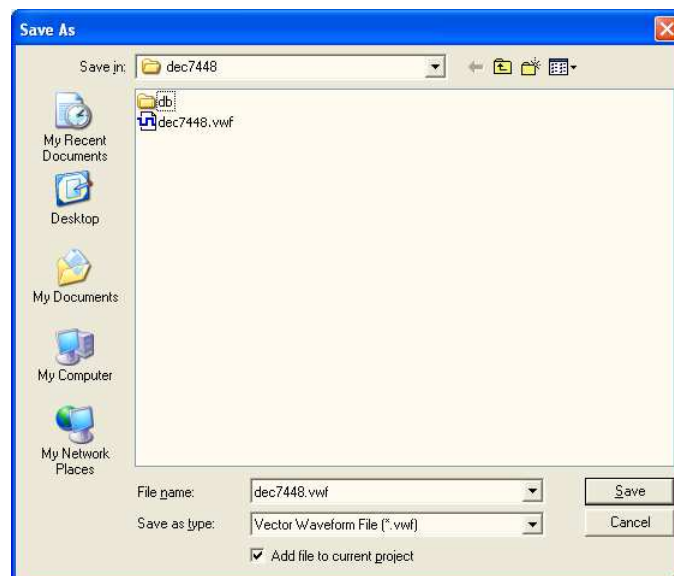 Save As
Save in:
dec7448
My Recent
Documents
Desktop
My Documents
My Computer
My Network
Places
db
dec7448.vwf
File name:
dec7448.vwf
Save
Save as type:
Vector Waveform File (*.vwf)
Cancel
Add file to current project